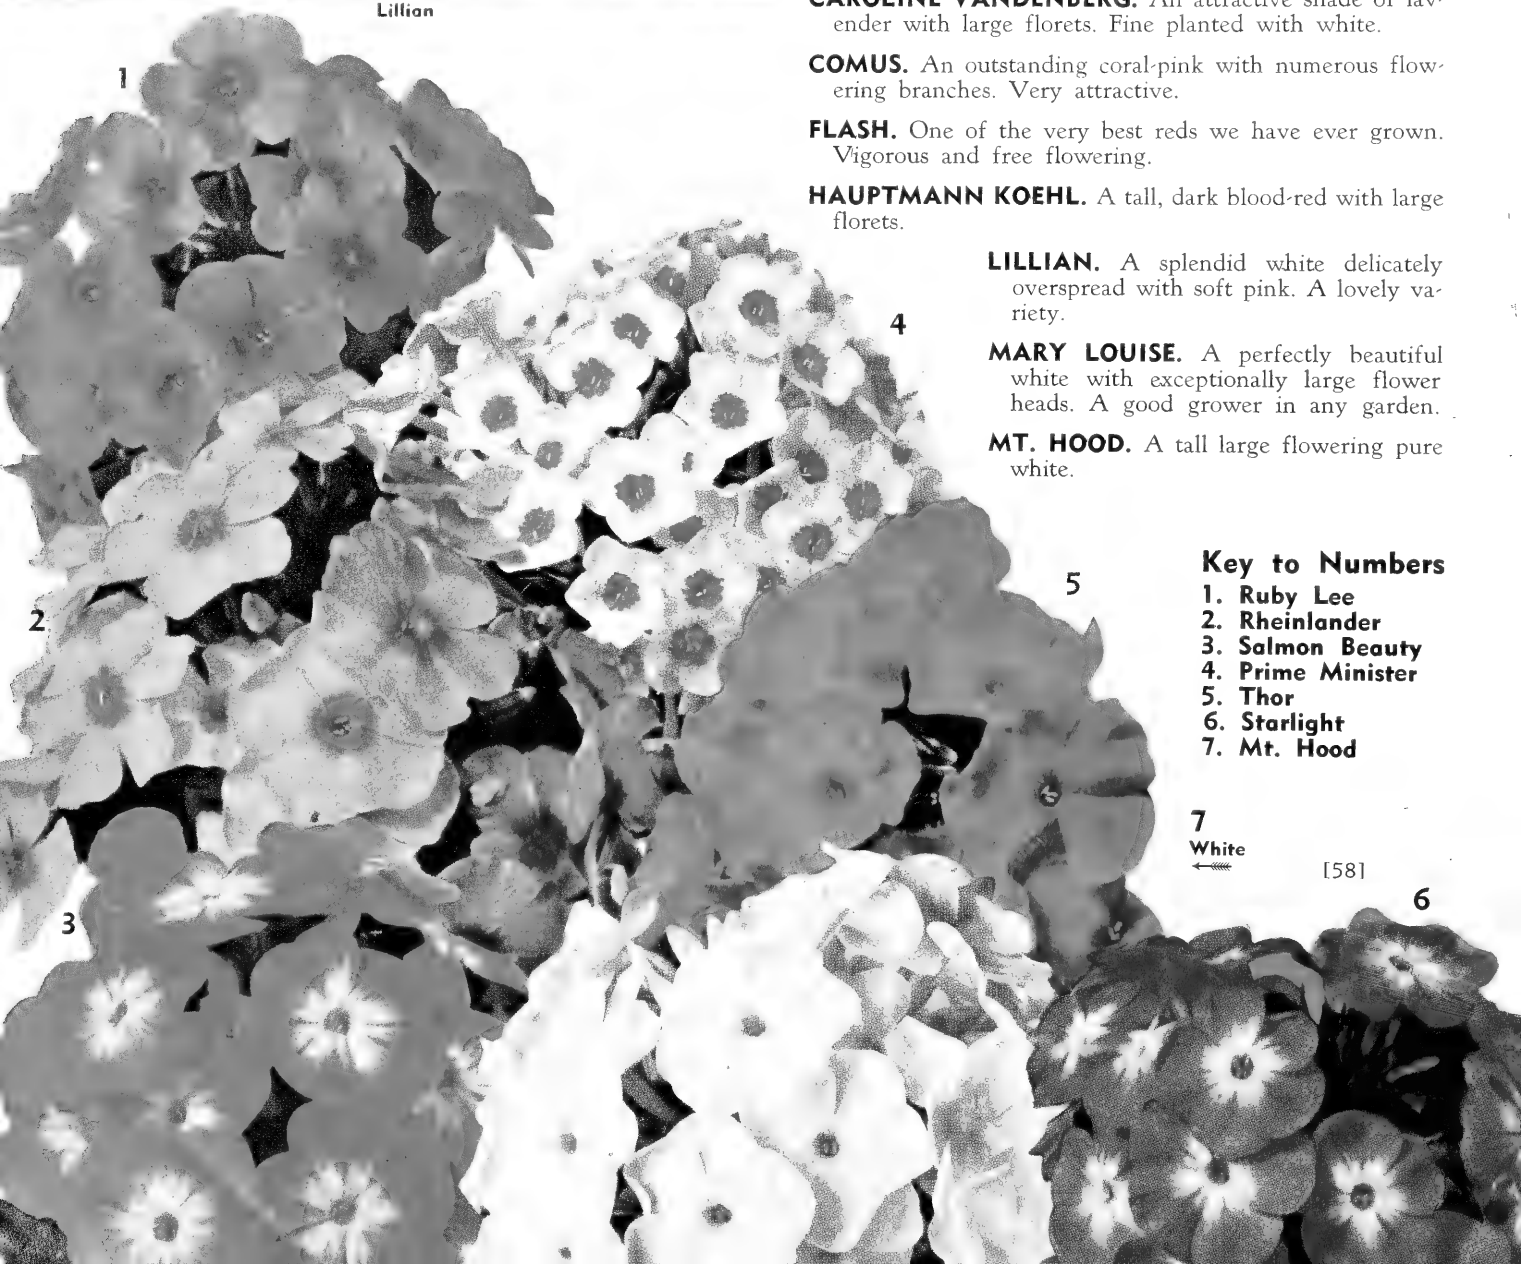 Lillian
CAROLINE VANDENBERG. An attractive shade of lav-
ender with large florets. Fine planted with white.
COMUS. An outstanding coral-pink with numerous flow-
ering branches. Very attractive.
FLASH. One of the very best reds we have ever grown.
Vigorous and free flowering.
HAUPTMANN KOEHL. A tall, dark blood-red with large
florets.
LILLIAN. A splendid white delicately
overspread with soft pink. A lovely va-
riety.
MARY LOUISE. A perfectly beautiful
white with exceptionally large flower
heads. A good grower in any garden.
MT. HOOD. A tall large flowering pure
white.
Key to Numbers
1. Ruby Lee
2. Rheinlander
3. Salmon Beauty
4. Prime Minister
5. Thor
6. Starlight
7. Mt. Hood
1
4
5
2
7
White
[58]
6
3